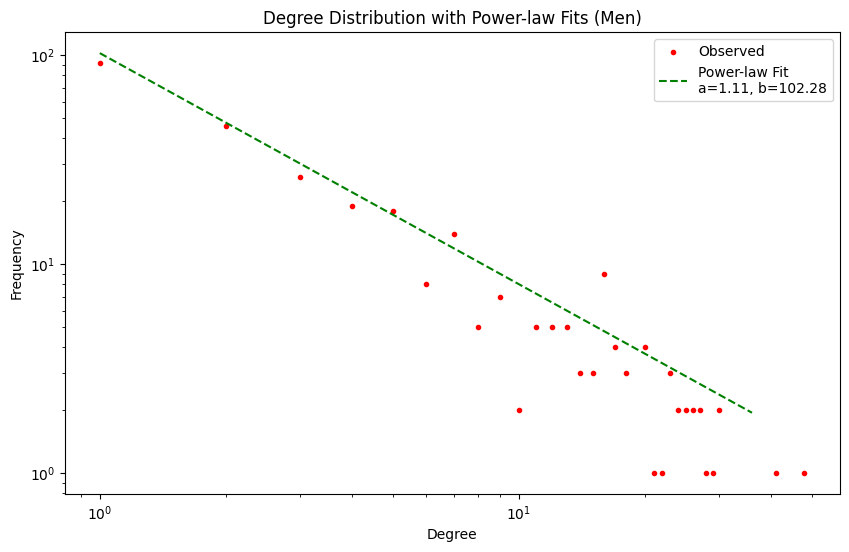 Degree Distribution with Power-law Fits (Men)
Observed
Power-law Fit
a=1.11, b=102.28
Frequency
10²
10¹
10⁰
10⁰ 10¹
Degree